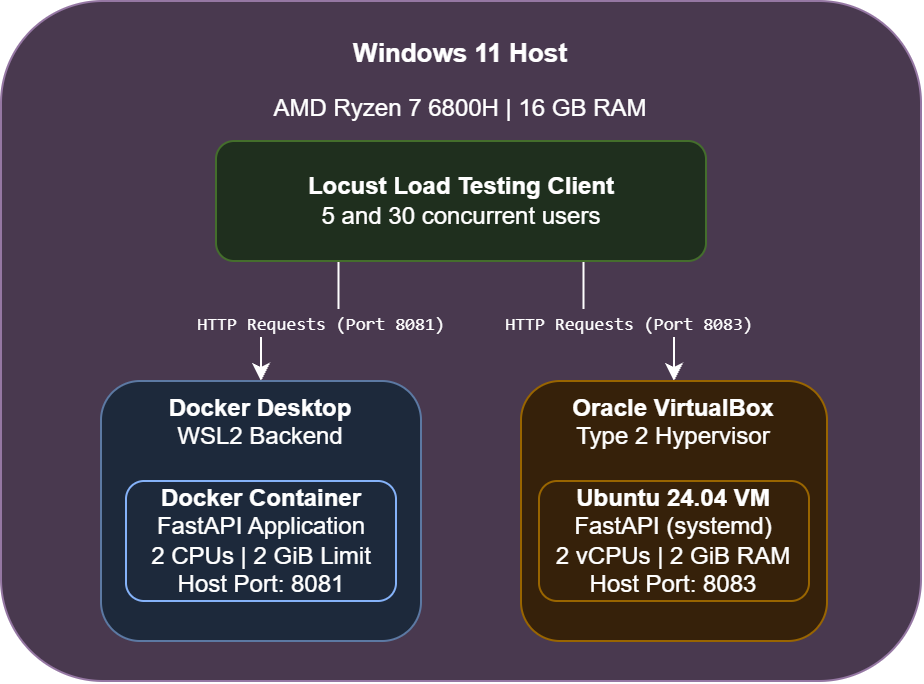 Windows 11 Host
AMD Ryzen 7 6800H | 16 GB RAM
Locust Load Testing Client
5 and 30 concurrent users
HTTP Requests (Port 8081)
HTTP Requests (Port 8083)
Docker Desktop
WSL2 Backend
Docker Container
FastAPI Application
2 CPUs | 2 GiB Limit
Host Port: 8081
Oracle VirtualBox
Type 2 Hypervisor
Ubuntu 24.04 VM
FastAPI (systemd)
2 vCPUs | 2 GiB RAM
Host Port: 8083